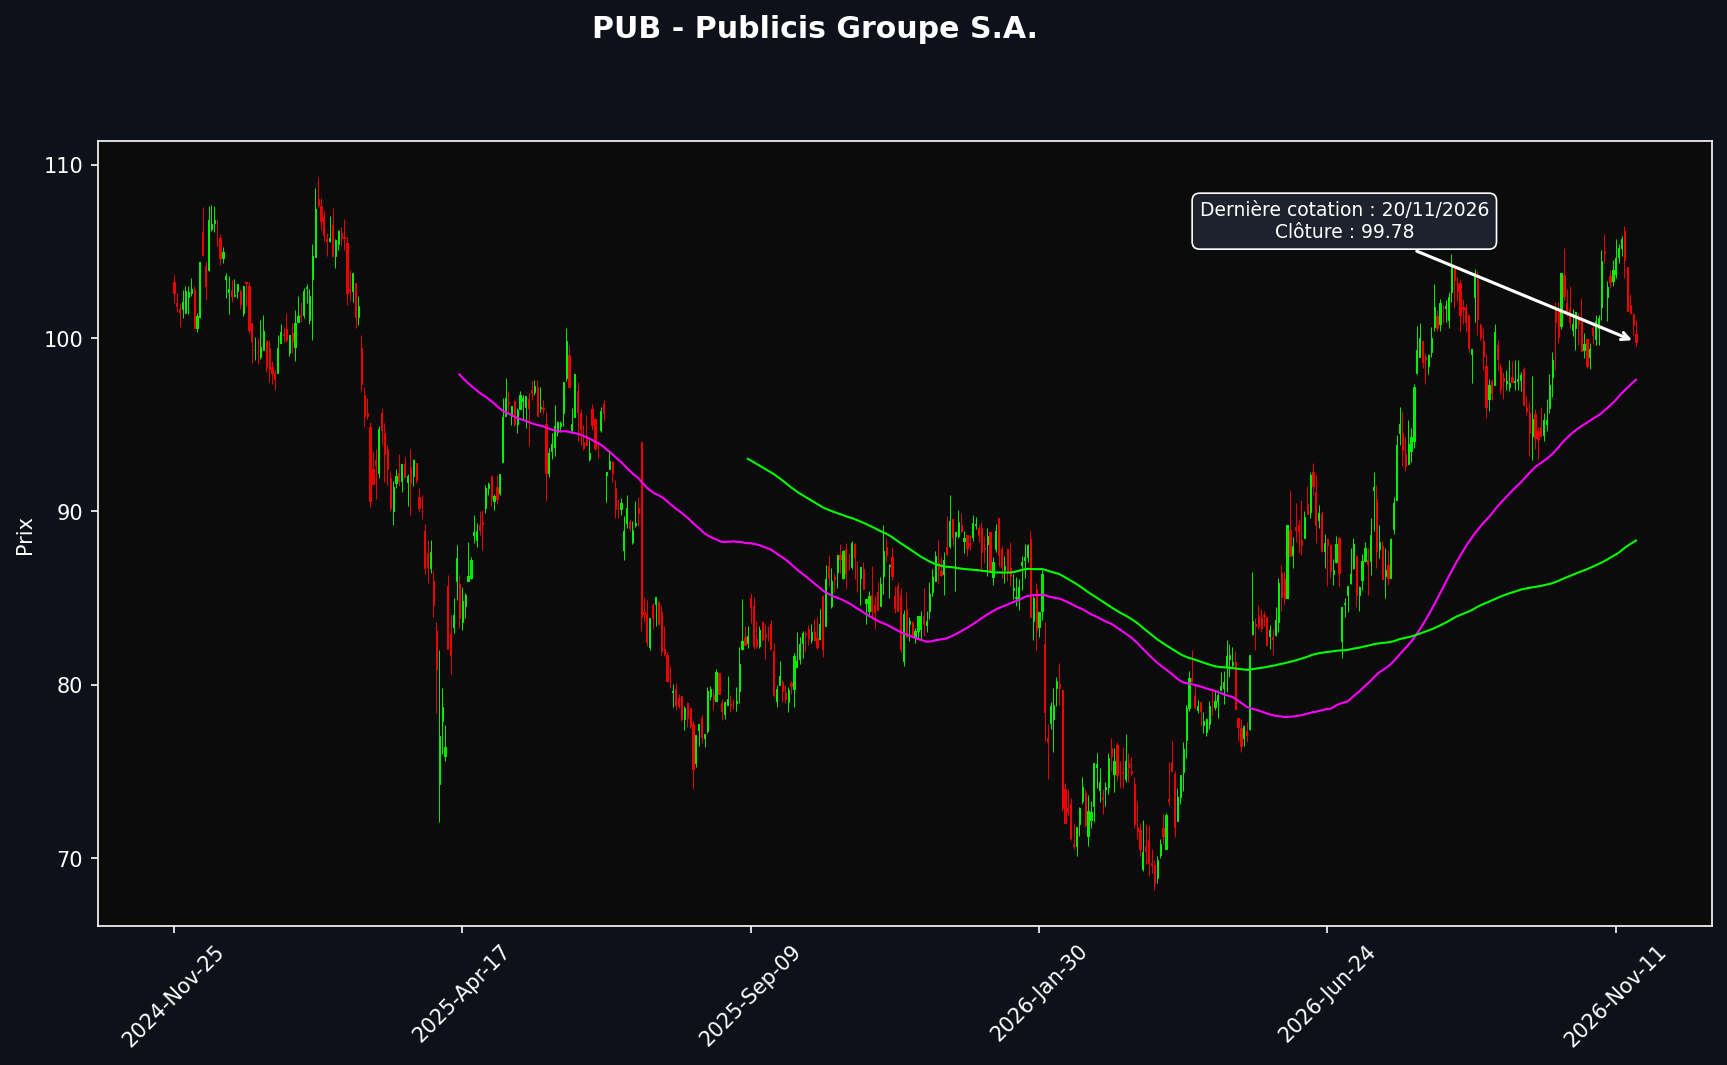 PUB - Publicis Groupe S.A.
110
100
90
80
70
Prix
Dernière cotation : 20/11/2026
Clôture : 99.78
2024-Nov-25
2025-Apr-17
2025-Sep-09
2026-Jan-30
2026-Jun-24
2026-Nov-11